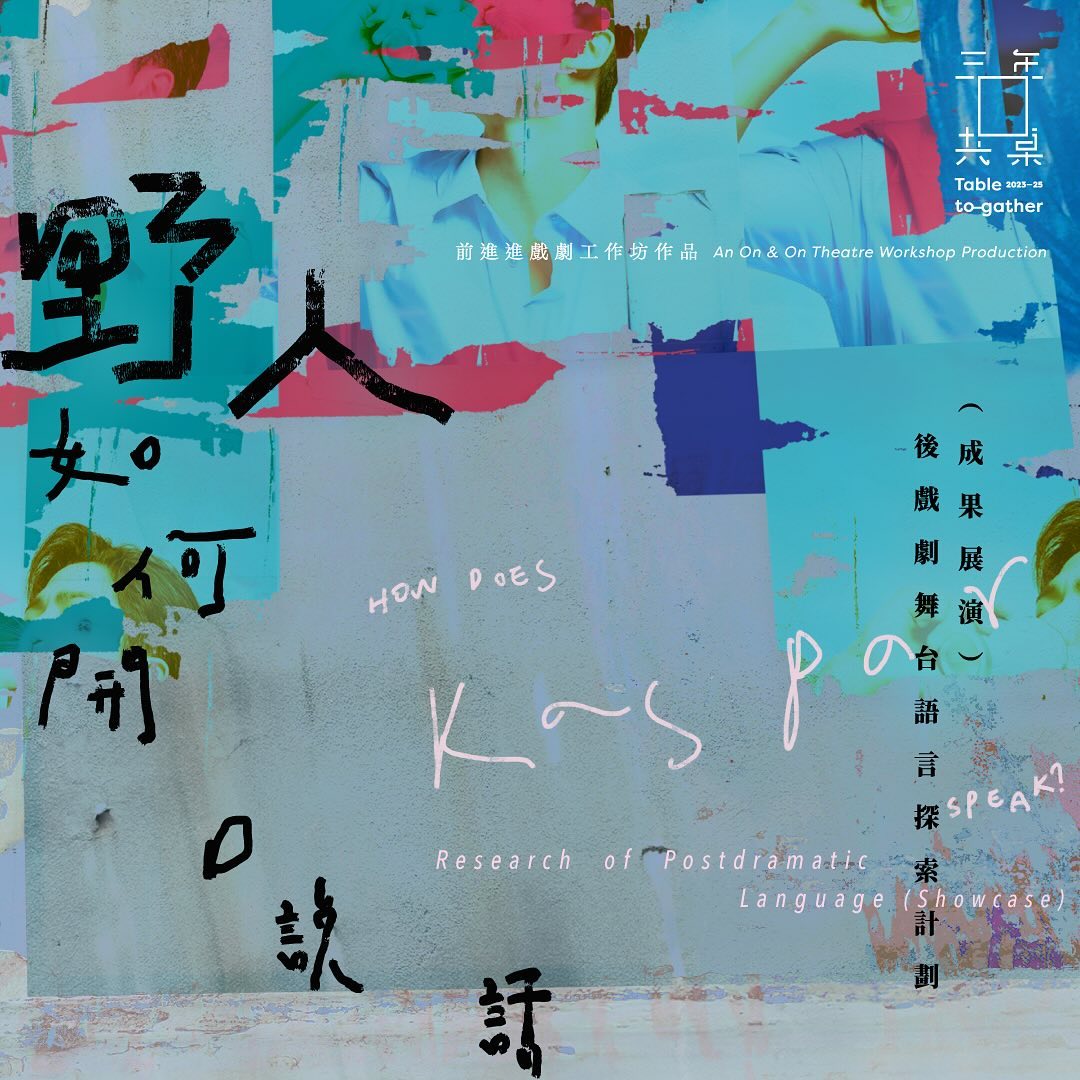 三年
共桌
Table 2023–25
to–gather
前進進戲劇工作坊作品 An On & On Theatre Workshop Production
野人
如何
開口
說話
HOW DOES
Kaspar
SPEAK?
後戲劇舞台語言探索計劃
（成果展演）
Research of Postdramatic
Language (Showcase)